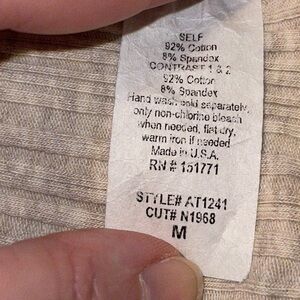 SELF
92% Cotton
8% Spandex
CONTRAST 1 & 2
92% Cotton
8% Spandex
Hand wash cold separately,
only non-chlorine bleach
when needed, flat dry,
warm iron if needed
Made in U.S.A.
RN # 151771
STYLE# AT1241
CUT# N1968
M